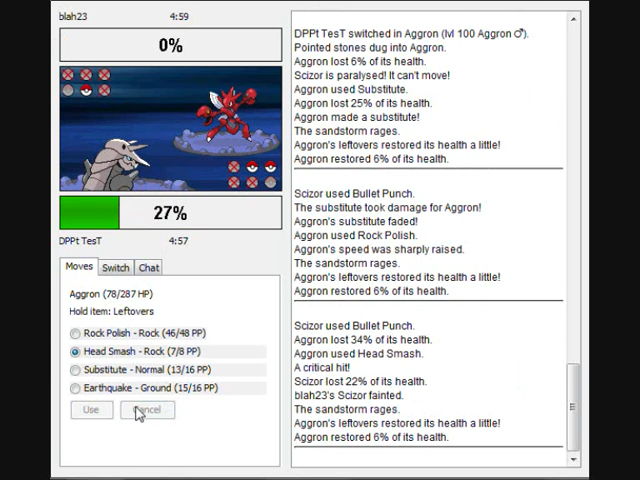 blah23 4:59
0%
27%
DPPt TesT 4:57
Moves Switch Chat
Aggron (78/287 HP)
Hold item: Leftovers
Rock Polish - Rock (46/48 PP)
Head Smash - Rock (7/8 PP)
Substitute - Normal (13/16 PP)
Earthquake - Ground (15/16 PP)
Use Cancel
DPPt TesT switched in Aggron (lvl 100 Aggron ♂).
Pointed stones dug into Aggron.
Aggron lost 6% of its health.
Scizor is paralysed! It can't move!
Aggron used Substitute.
Aggron lost 25% of its health.
Aggron made a substitute!
The sandstorm rages.
Aggron's leftovers restored its health a little!
Aggron restored 6% of its health.
Scizor used Bullet Punch.
The substitute took damage for Aggron!
Aggron's substitute faded!
Aggron used Rock Polish.
Aggron's speed was sharply raised.
The sandstorm rages.
Aggron's leftovers restored its health a little!
Aggron restored 6% of its health.
Scizor used Bullet Punch.
Aggron lost 34% of its health.
Aggron used Head Smash.
A critical hit!
Scizor lost 22% of its health.
blah23's Scizor fainted.
The sandstorm rages.
Aggron's leftovers restored its health a little!
Aggron restored 6% of its health.